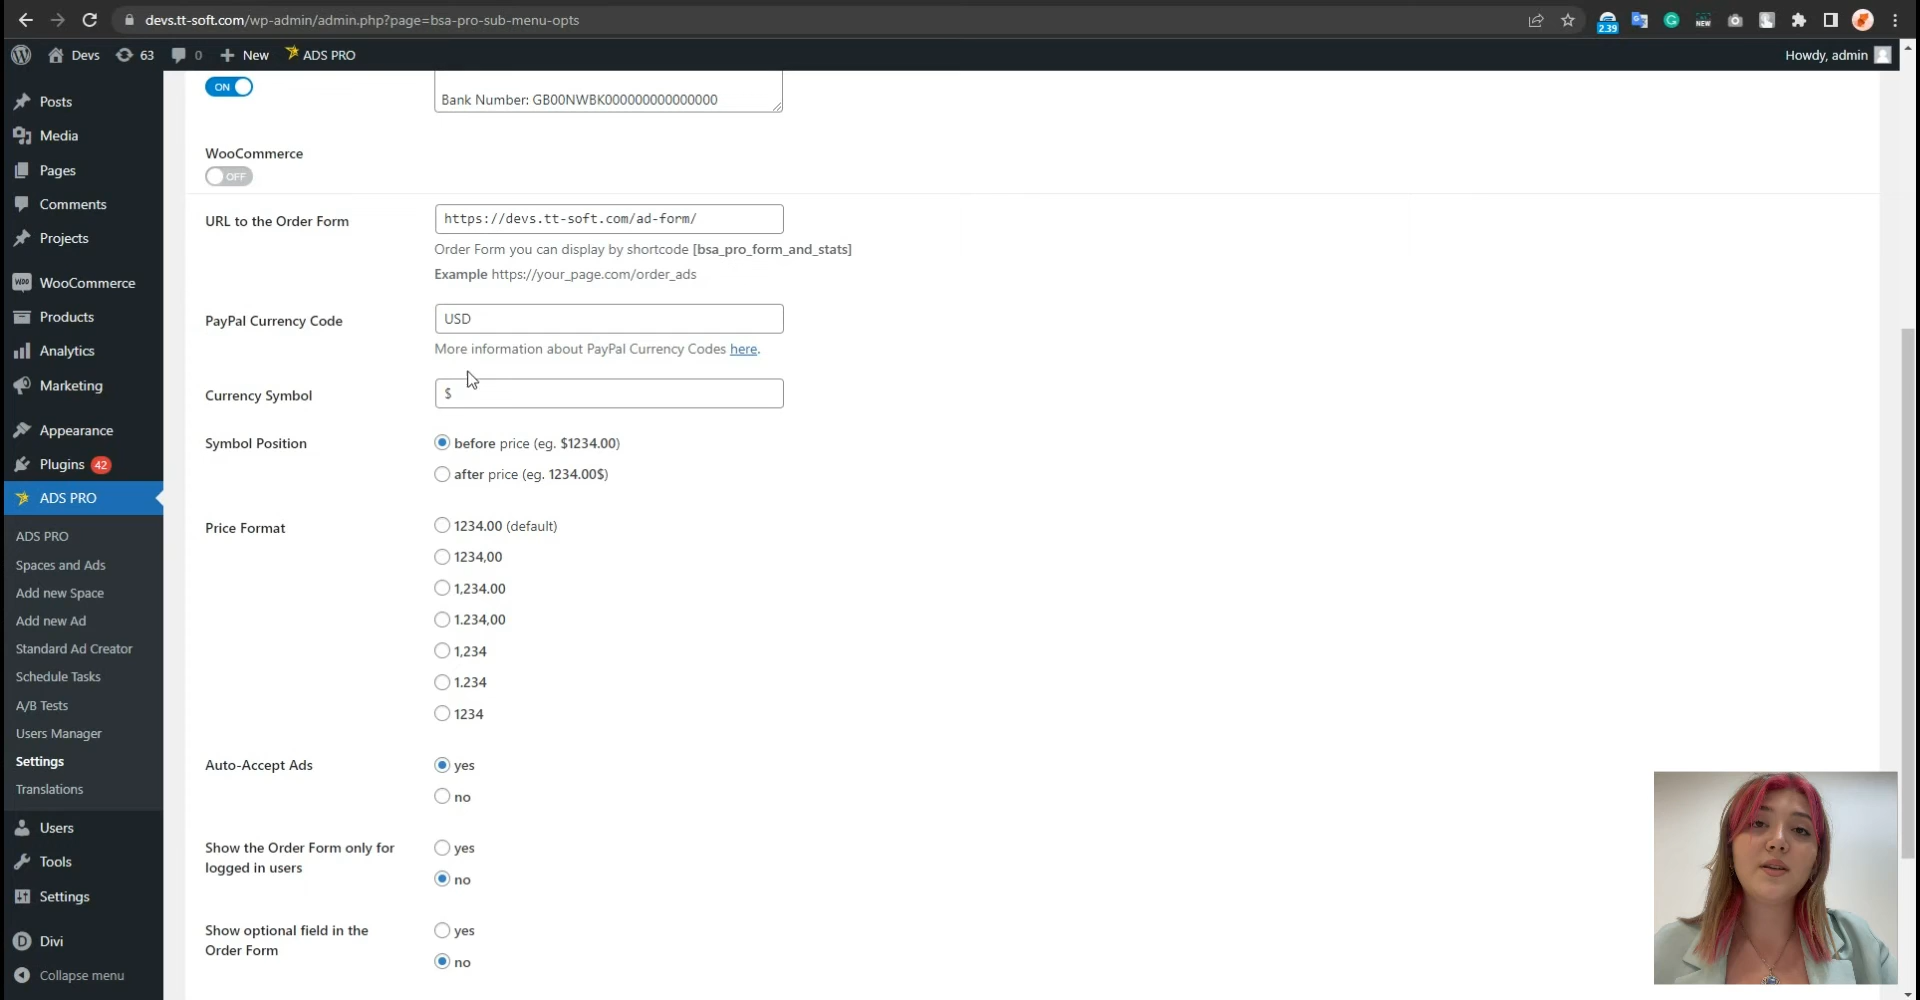 devs.tt-soft.com/wp-admin/admin.php?page=bsa-pro-sub-menu-opts
2.39
NEW
Devs 63 0 New ADS PRO
Howdy, admin
Posts
Media
Pages
Comments
Projects
WooCommerce
Products
Analytics
Marketing
Appearance
Plugins 42
ADS PRO
ADS PRO
Spaces and Ads
Add new Space
Add new Ad
Standard Ad Creator
Schedule Tasks
A/B Tests
Users Manager
Settings
Translations
Users
Tools
Settings
D Divi
Collapse menu
ON
Bank Number: GB00NWBK000000000000000
WooCommerce
OFF
URL to the Order Form
https://devs.tt-soft.com/ad-form/
Order Form you can display by shortcode [bsa_pro_form_and_stats]
Example https://your_page.com/order_ads
PayPal Currency Code
USD
More information about PayPal Currency Codes here.
Currency Symbol
$
Symbol Position
before price (eg. $1234.00)
after price (eg. 1234.00$)
Price Format
1234.00 (default)
1234,00
1,234.00
1.234,00
1,234
1.234
1234
Auto-Accept Ads
yes
no
Show the Order Form only for
logged in users
yes
no
Show optional field in the
Order Form
yes
no